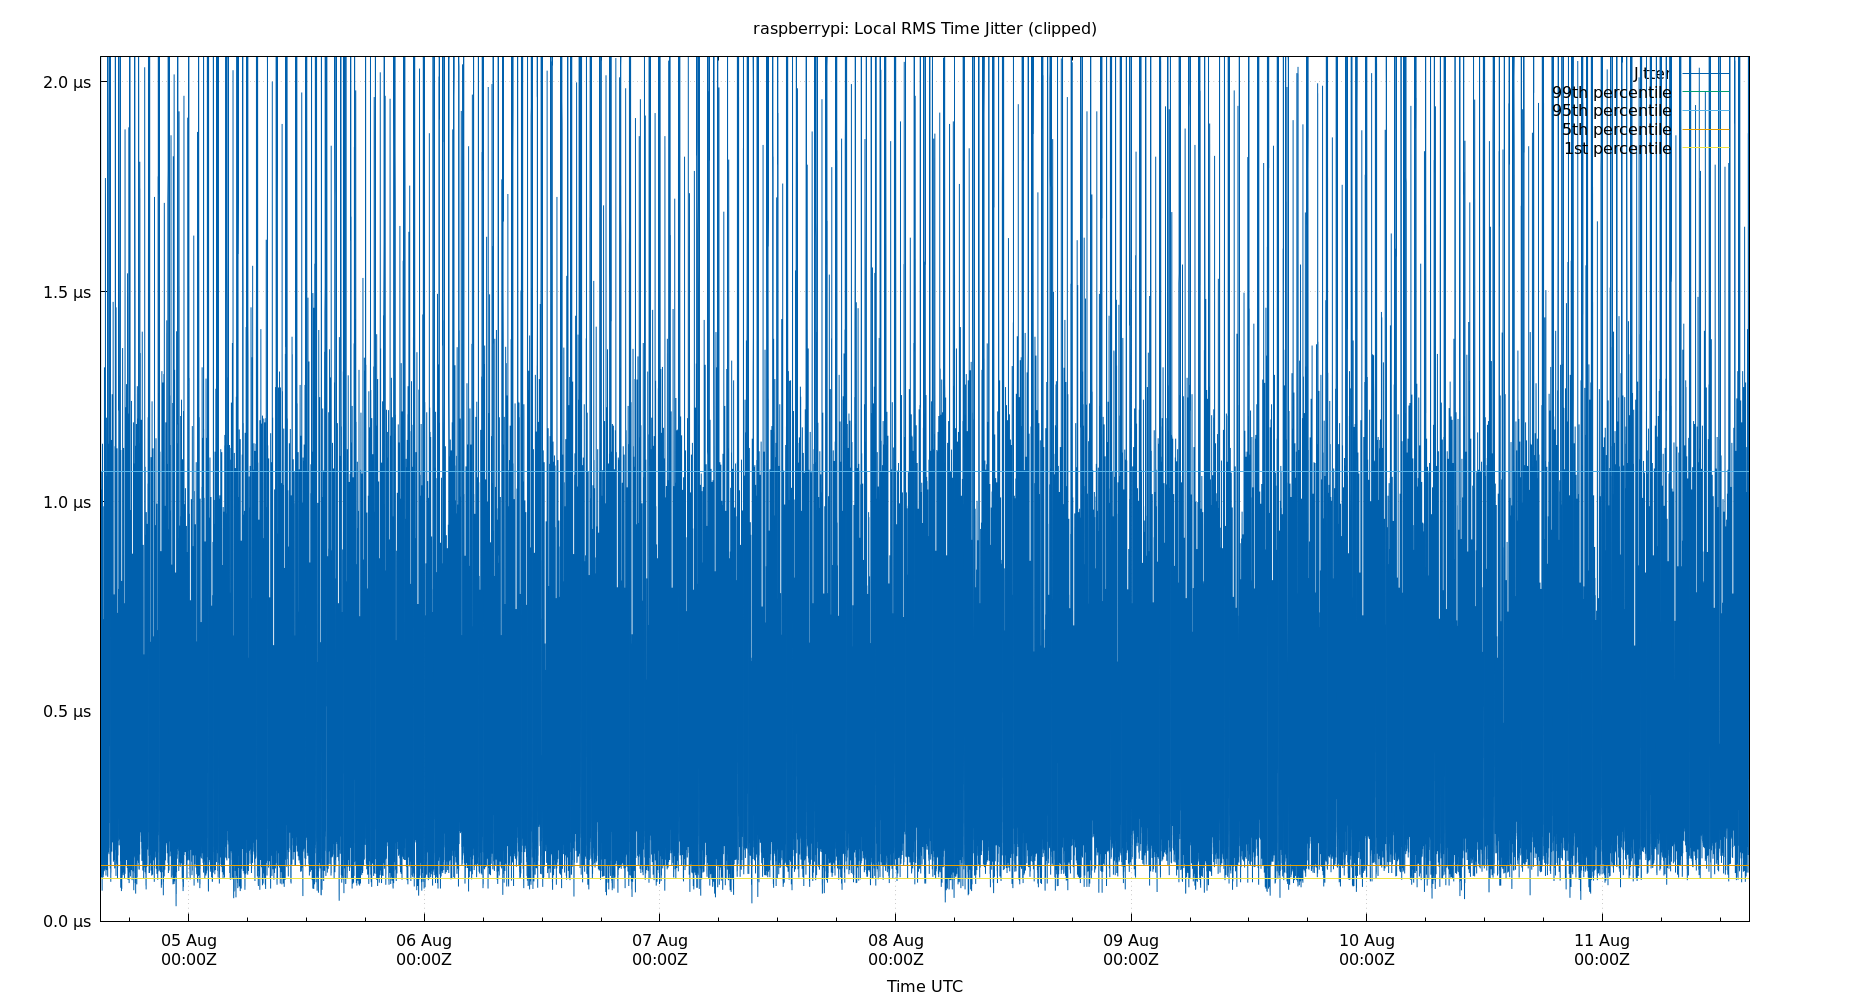 raspberrypi: Local RMS Time Jitter (clipped)
2.0 μs
1.5 μs
1.0 μs
0.5 μs
0.0 μs
Jitter
99th percentile
95th percentile
5th percentile
1st percentile
05 Aug 06 Aug 07 Aug 08 Aug 09 Aug 10 Aug 11 Aug
00:00Z 00:00Z 00:00Z 00:00Z 00:00Z 00:00Z 00:00Z
Time UTC